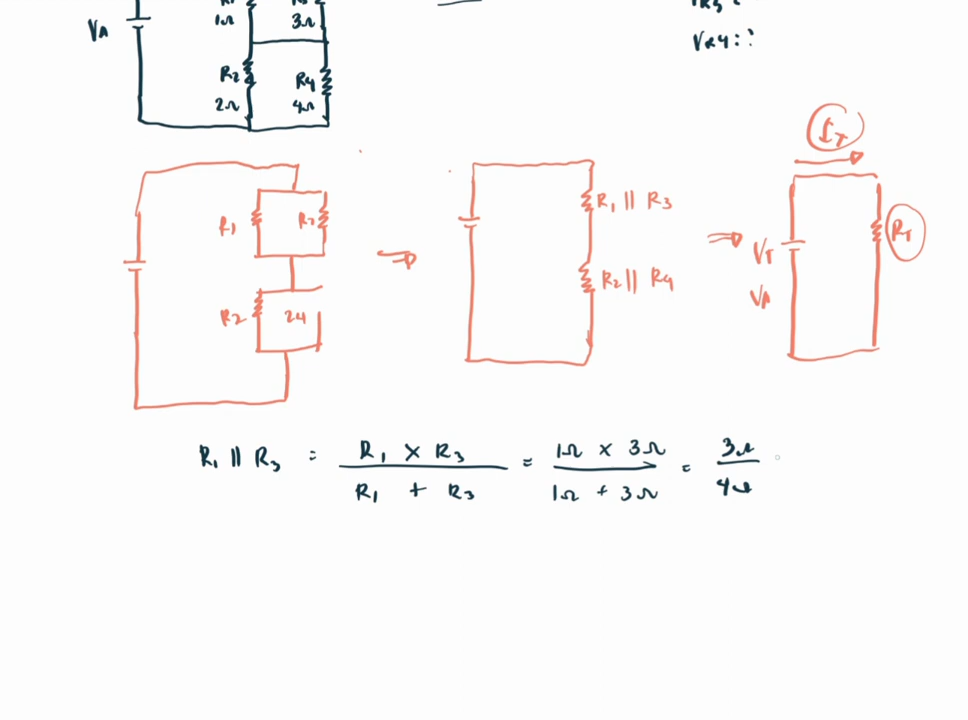 1Ω 3Ω
VA
VR4 : ?
R2 R4
2Ω 4Ω
IT
R1
R1 || R3
RT
VT
R2 || R4
VA
R2 24
R1 || R3 : R1 × R3 = 1Ω × 3Ω = 3Ω
R1 + R3 1Ω + 3Ω 4Ω